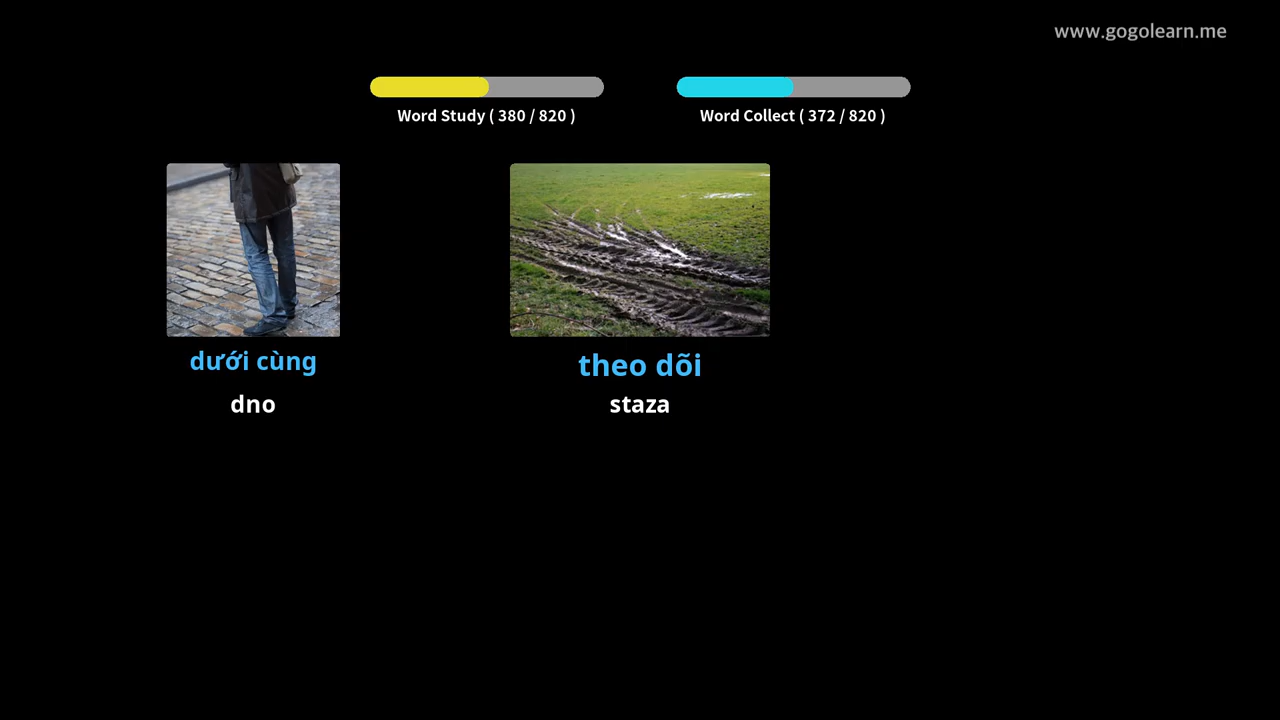 www.gogolearn.me
Word Study ( 380 / 820 )
Word Collect ( 372 / 820 )
dưới cùng
dno
theo dõi
staza